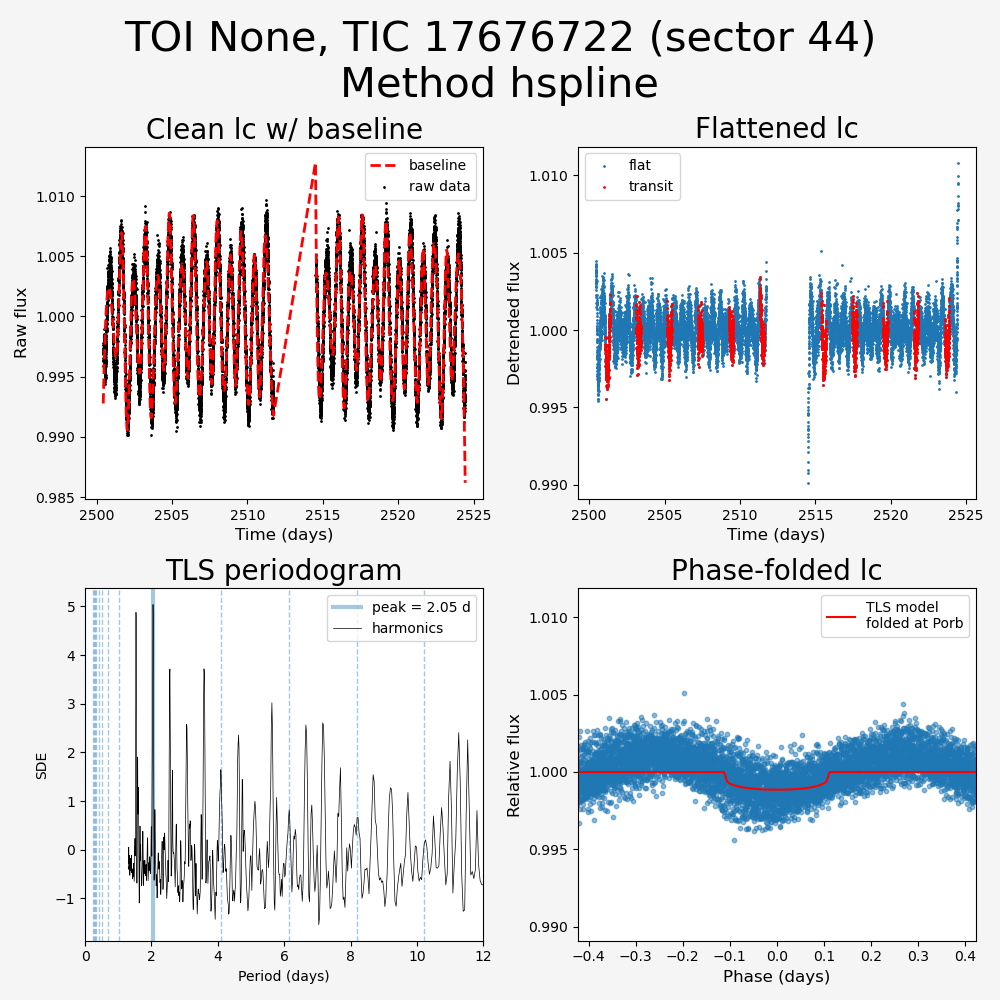 TOI None, TIC 17676722 (sector 44)
Method hspline
Clean lc w/ baseline
Flattened lc
baseline
raw data
flat
transit
Raw flux
1.010
1.005
1.000
0.995
0.990
0.985
2500
2505
2510
2515
2520
2525
Time (days)
Detrended flux
1.010
1.005
1.000
0.995
0.990
2500
2505
2510
2515
2520
2525
Time (days)
TLS periodogram
Phase-folded lc
peak = 2.05 d
harmonics
TLS model
folded at Porb
SDE
5
4
3
2
1
0
−1
0
2
4
6
8
10
12
Period (days)
Relative flux
1.010
1.005
1.000
0.995
0.990
−0.4
−0.3
−0.2
−0.1
0.0
0.1
0.2
0.3
0.4
Phase (days)